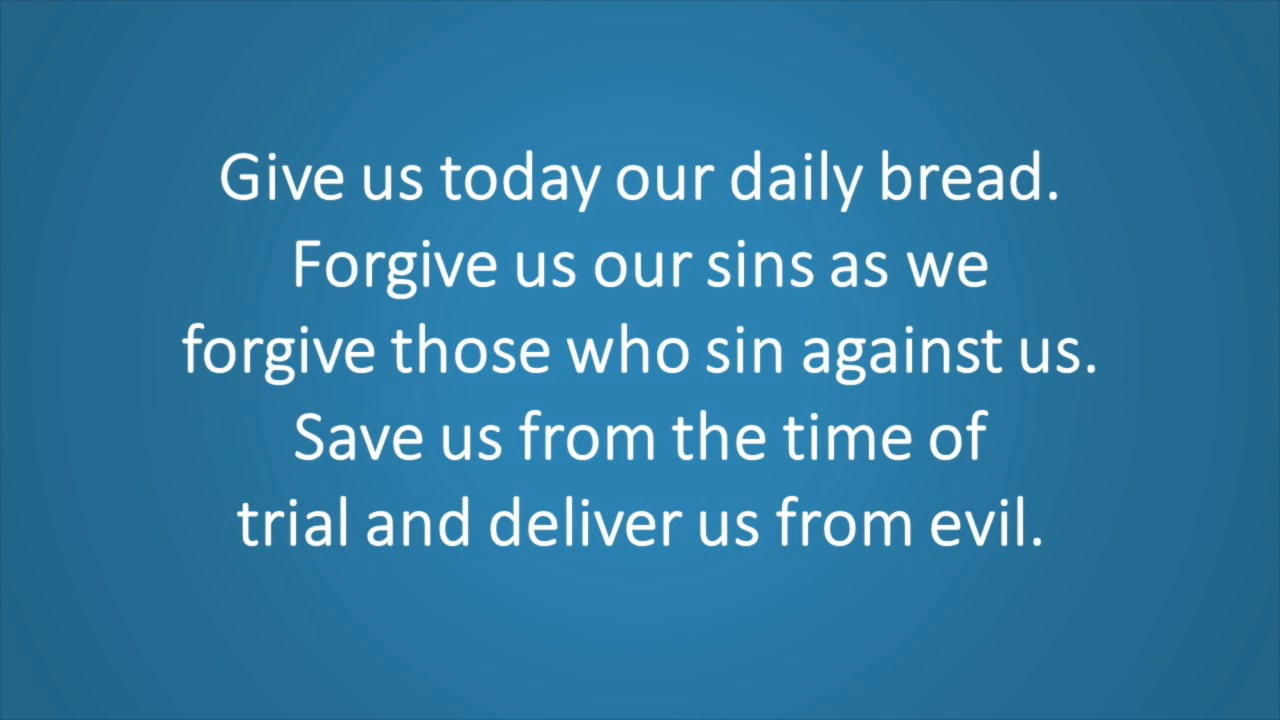 Give us today our daily bread.
Forgive us our sins as we
forgive those who sin against us.
Save us from the time of
trial and deliver us from evil.